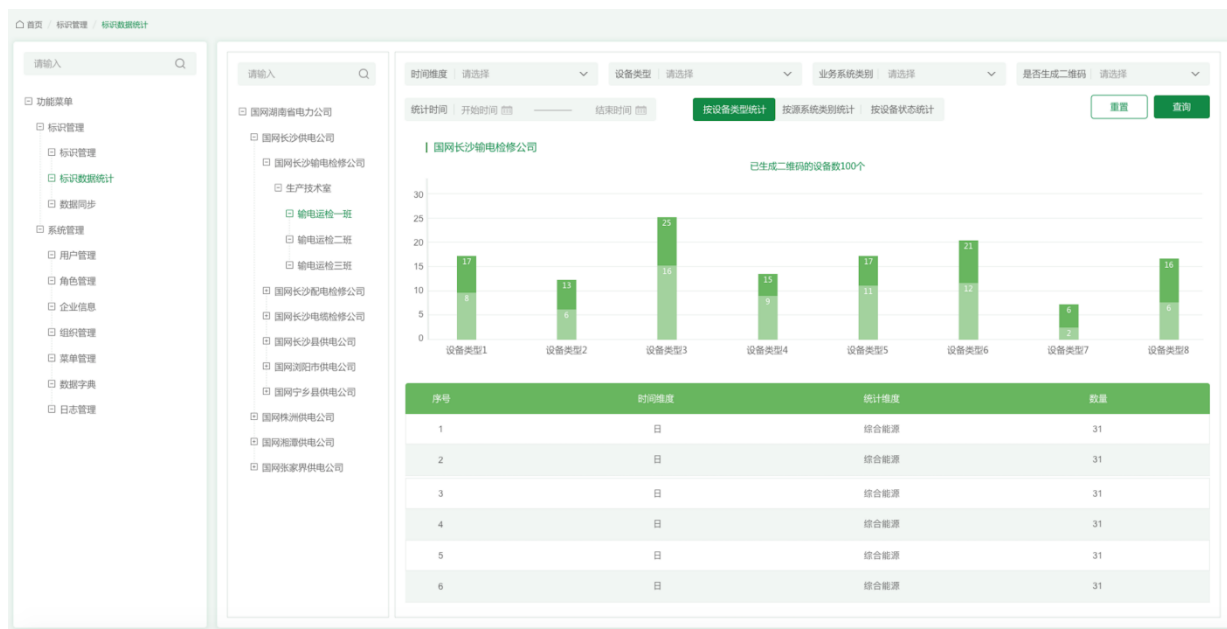 首页 / 标识管理 / 标识数据统计
请输入
功能菜单
标识管理
标识管理
标识数据统计
数据同步
系统管理
用户管理
角色管理
企业信息
组织管理
菜单管理
数据字典
日志管理
请输入
国网湖南省电力公司
国网长沙供电公司
国网长沙输电检修公司
生产技术室
输电运检一班
输电运检二班
输电运检三班
国网长沙配电检修公司
国网长沙电缆检修公司
国网长沙县供电公司
国网浏阳市供电公司
国网宁乡县供电公司
国网株洲供电公司
国网湘潭供电公司
国网张家界供电公司
时间维度 请选择 设备类型 请选择 业务系统类别 请选择 是否生成二维码 请选择
统计时间 开始时间 结束时间 按设备类型统计 按源系统类别统计 按设备状态统计 重置 查询
国网长沙输电检修公司
已生成二维码的设备数100个
30
25
20
15
10
5
0
17 13 25 15 17 21 6 16
8 6 16 9 11 12 2 6
设备类型1 设备类型2 设备类型3 设备类型4 设备类型5 设备类型6 设备类型7 设备类型8
序号 时间维度 统计维度 数量
1 日 综合能源 31
2 日 综合能源 31
3 日 综合能源 31
4 日 综合能源 31
5 日 综合能源 31
6 日 综合能源 31